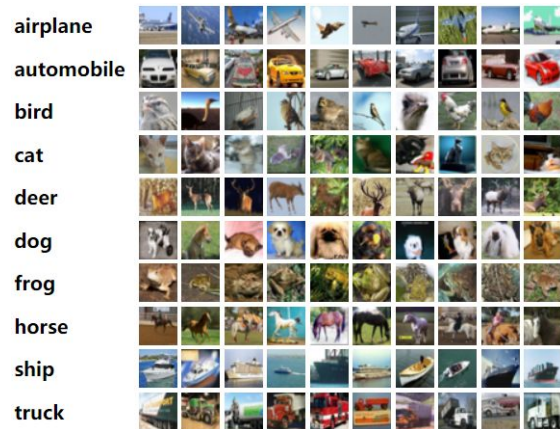 airplane
automobile
bird
cat
deer
dog
frog
horse
ship
truck